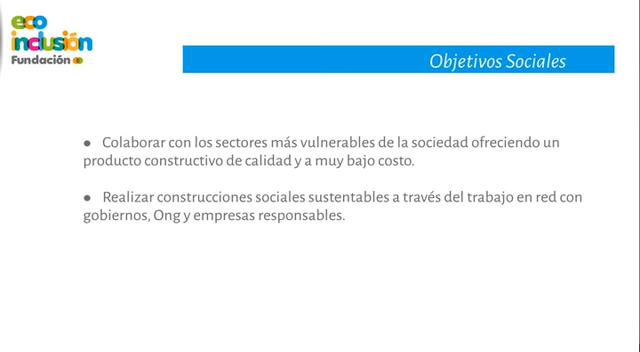 eco
inclusión
Fundación
Objetivos Sociales
● Colaborar con los sectores más vulnerables de la sociedad ofreciendo un
producto constructivo de calidad y a muy bajo costo.
● Realizar construcciones sociales sustentables a través del trabajo en red con
gobiernos, Ong y empresas responsables.